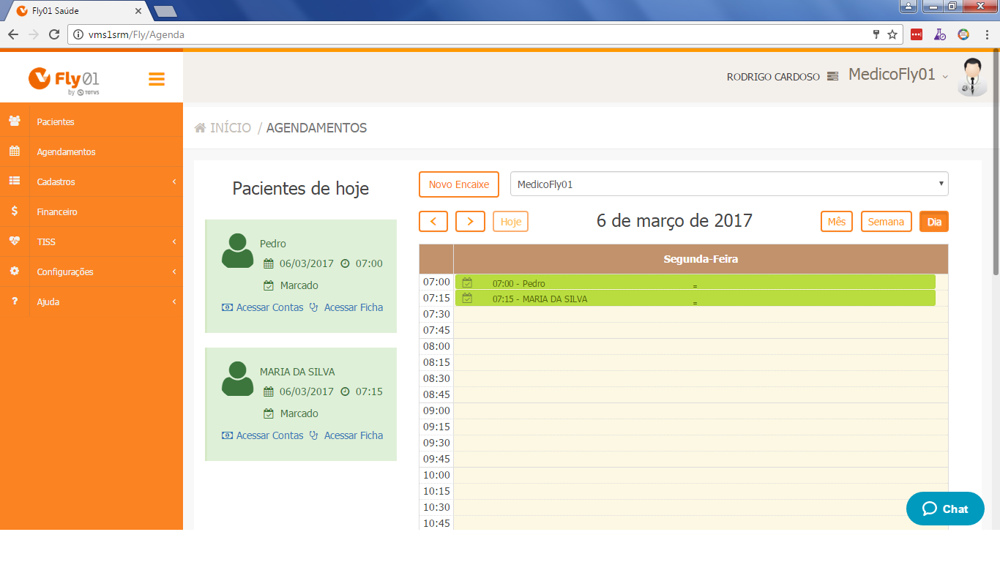 Fly01 Saúde
vms1srm/Fly/Agenda
Fly01
by TOTVS
RODRIGO CARDOSO MedicoFly01
Pacientes
Agendamentos
Cadastros
$ Financeiro
TISS
Configurações
? Ajuda
INÍCIO / AGENDAMENTOS
Pacientes de hoje
Pedro
06/03/2017 07:00
Marcado
Acessar Contas Acessar Ficha
MARIA DA SILVA
06/03/2017 07:15
Marcado
Acessar Contas Acessar Ficha
Novo Encaixe MedicoFly01
< > Hoje 6 de março de 2017 Mês Semana Dia
Segunda-Feira
07:00 07:00 - Pedro =
07:15 07:15 - MARIA DA SILVA =
07:30
07:45
08:00
08:15
08:30
08:45
09:00
09:15
09:30
09:45
10:00
10:15
10:30
10:45
Chat